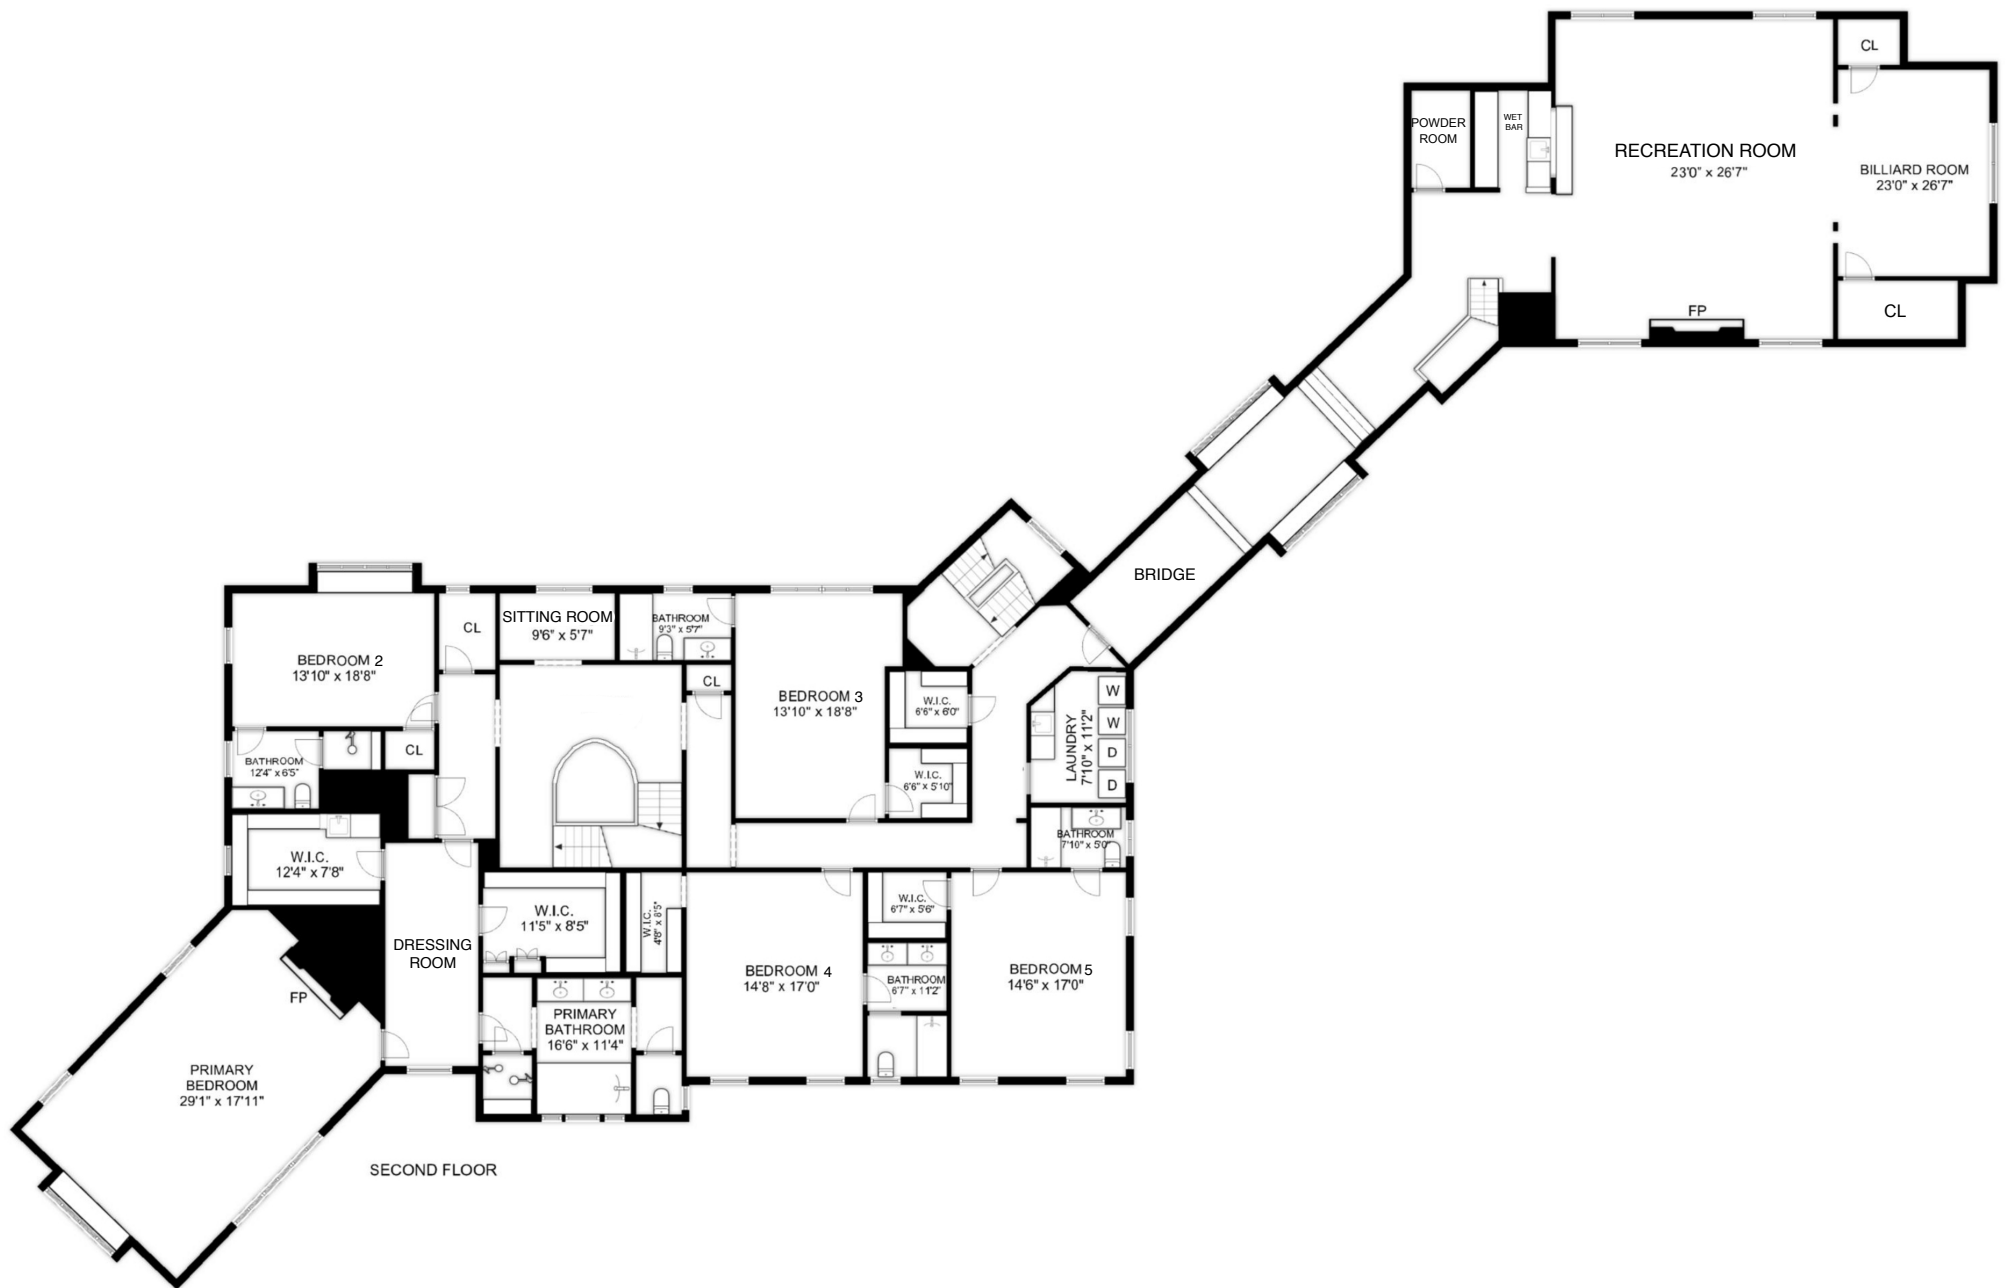 CL
POWDER
ROOM
WET
BAR
RECREATION ROOM
23'0" x 26'7"
BILLIARD ROOM
23'0" x 26'7"
FP
CL
BRIDGE
BEDROOM 2
13'10" x 18'8"
CL
SITTING ROOM
9'6" x 5'7"
BATHROOM
9'3" x 5'7"
CL
BEDROOM 3
13'10" x 18'8"
W.I.C.
6'6" x 6'0"
W.I.C.
6'6" x 5'10"
LAUNDRY
7'10" x 11'2"
W
W
D
D
BATHROOM
12'4" x 6'5"
CL
W.I.C.
12'4" x 7'8"
BATHROOM
7'10" x 5'0"
DRESSING
ROOM
W.I.C.
11'5" x 8'5"
W.I.C.
4'8" x 8'5"
W.I.C.
6'7" x 5'6"
BEDROOM 4
14'8" x 17'0"
BATHROOM
6'7" x 11'2"
BEDROOM 5
14'6" x 17'0"
FP
PRIMARY
BATHROOM
16'6" x 11'4"
PRIMARY
BEDROOM
29'1" x 17'11"
SECOND FLOOR